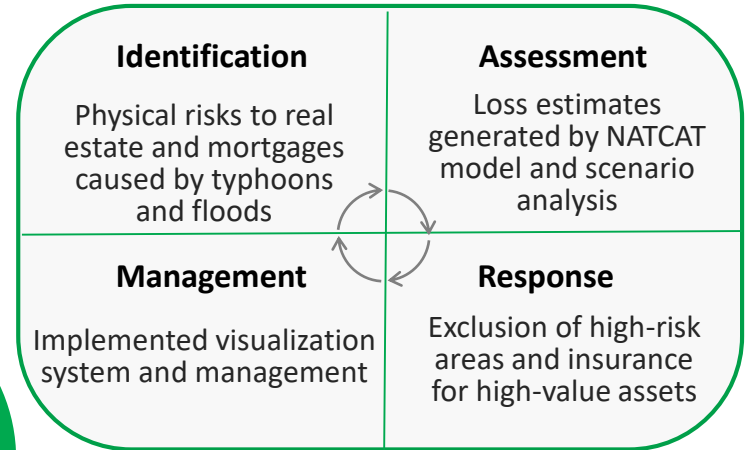 Identification
Physical risks to real
estate and mortgages
caused by typhoons
and floods
Assessment
Loss estimates
generated by NATCAT
model and scenario
analysis
Management
Implemented visualization
system and management
Response
Exclusion of high-risk
areas and insurance
for high-value assets